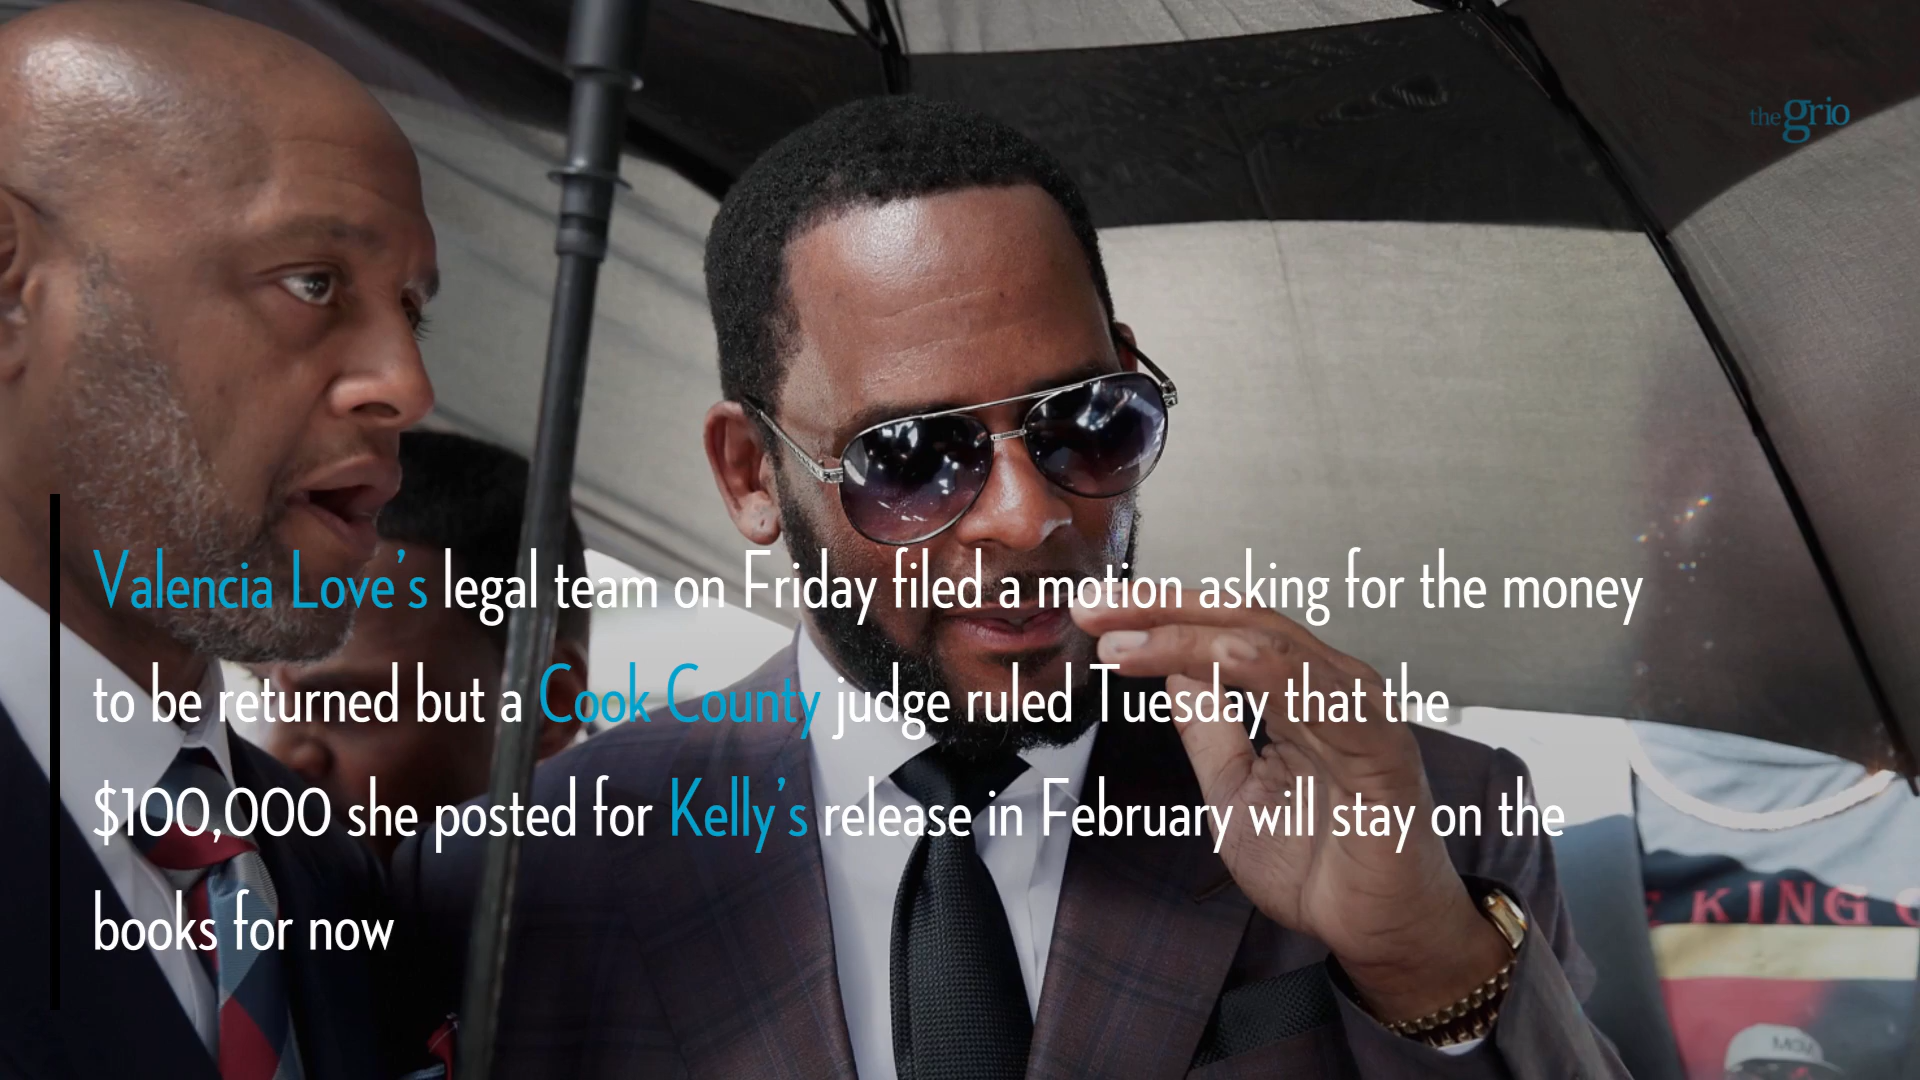 the grio
Valencia Love's legal team on Friday filed a motion asking for the money
to be returned but a Cook County judge ruled Tuesday that the
$100,000 she posted for Kelly's release in February will stay on the
books for now
KING